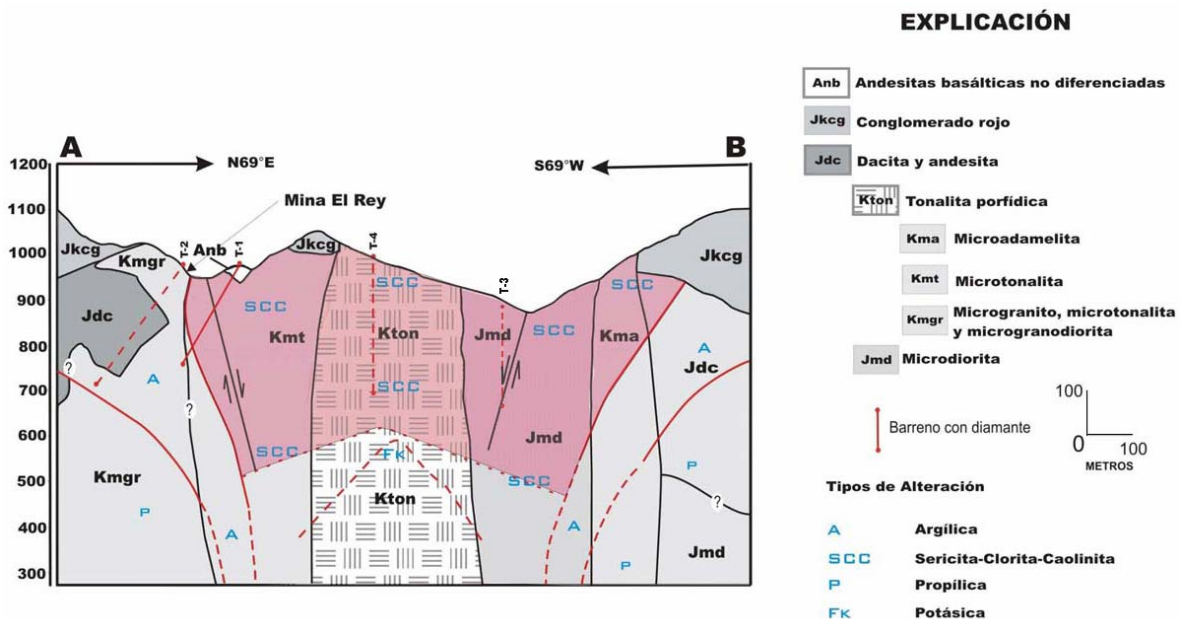 EXPLICACIÓN
Anb Andesitas basálticas no diferenciadas
Jkcg Conglomerado rojo
Jdc Dacita y andesita
Kton Tonalita porfídica
Kma Microadamelita
Kmt Microtonalita
Kmgr Microgranito, microtonalita
y microgranodiorita
Jmd Microdiorita
Barreno con diamante
100
0 100
METROS
Tipos de Alteración
A Argílica
SCC Sericita-Clorita-Caolinita
P Propílica
FK Potásica
A B
1200 N69°E S69°W
Mina El Rey
1100
1000
900
800
700
600
500
400
300
Jkcg Kmgr T-2 Anb T-1 Jkcg T-4 T-3 Jkcg
SCC SCC SCC SCC
Jdc Kmt Kton Jmd Kma Jdc
A A
? ? SCC
SCC Jmd
FK SCC
Kmgr Kton P
P A A ?
P Jmd